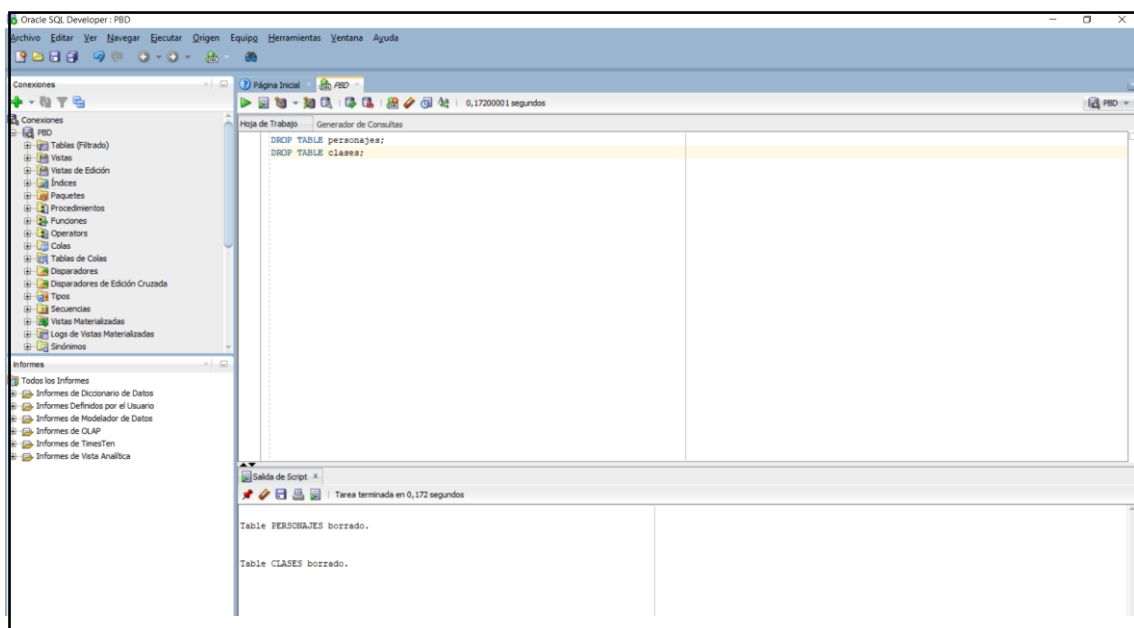 Oracle SQL Developer : PBD
Archivo Editar Ver Navegar Ejecutar Origen Equipo Herramientas Ventana Ayuda
Conexiones
Conexiones
PBD
Tablas (Filtrado)
Vistas
Vistas de Edición
Índices
Paquetes
Procedimientos
Funciones
Operators
Colas
Tablas de Colas
Disparadores
Disparadores de Edición Cruzada
Tipos
Secuencias
Vistas Materializadas
Logs de Vistas Materializadas
Sinónimos
Informes
Todos los Informes
Informes de Diccionario de Datos
Informes Definidos por el Usuario
Informes de Modelador de Datos
Informes de OLAP
Informes de TimesTen
Informes de Vista Analítica
Página Inicial
PBD
0,17200001 segundos
PBD
Hoja de Trabajo Generador de Consultas
DROP TABLE personajes;
DROP TABLE clases;
Salida de Script
Tarea terminada en 0,172 segundos
Table PERSONAJES borrado.
Table CLASES borrado.